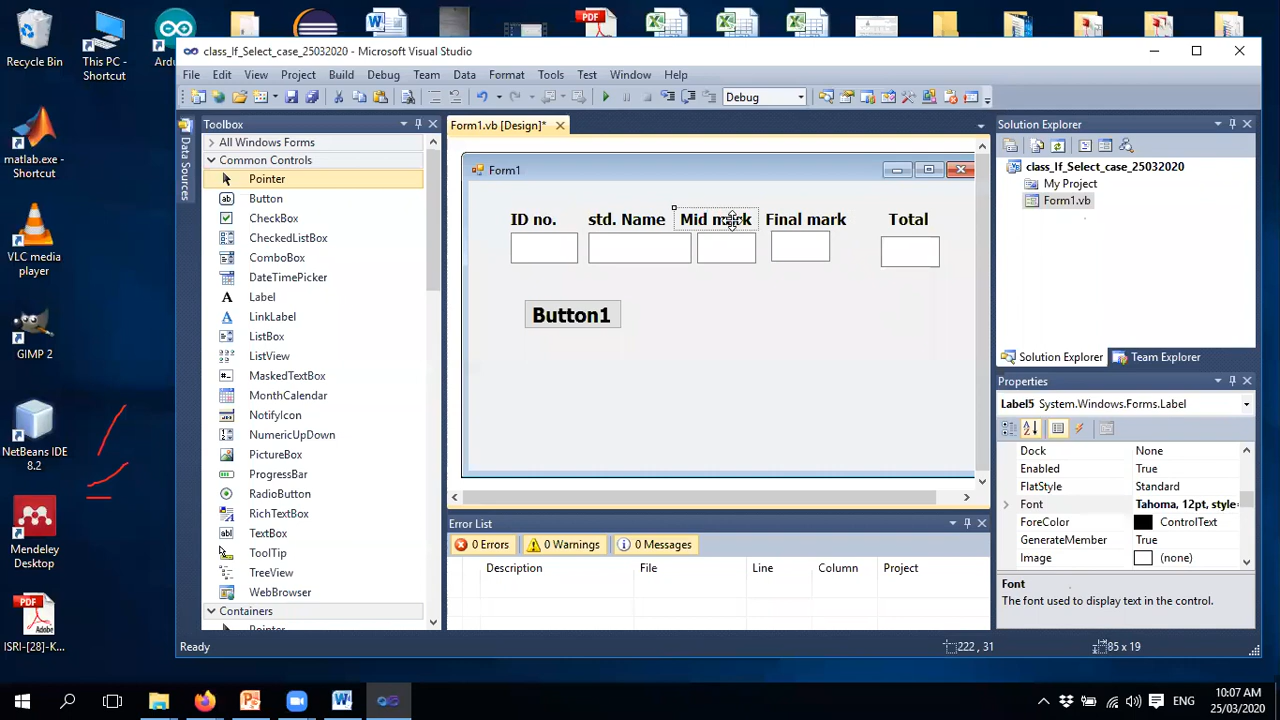 Recycle Bin
This PC -
Shortcut
class_If_Select_case_25032020 - Microsoft Visual Studio
File Edit View Project Build Debug Team Data Format Tools Test Window Help
Debug
Data Sources
Toolbox
All Windows Forms
Common Controls
Pointer
Button
CheckBox
CheckedListBox
ComboBox
DateTimePicker
Label
LinkLabel
ListBox
ListView
MaskedTextBox
MonthCalendar
NotifyIcon
NumericUpDown
PictureBox
ProgressBar
RadioButton
RichTextBox
TextBox
ToolTip
TreeView
WebBrowser
Containers
Pointer
Form1.vb [Design]*
Form1
ID no. std. Name Mid mark Final mark Total
Button1
Error List
0 Errors 0 Warnings 0 Messages
Description File Line Column Project
Solution Explorer
class_If_Select_case_25032020
My Project
Form1.vb
Solution Explorer Team Explorer
Properties
Label5 System.Windows.Forms.Label
Dock None
Enabled True
FlatStyle Standard
Font Tahoma, 12pt, style=
ForeColor ControlText
GenerateMember True
Image (none)
Font
The font used to display text in the control.
Ready 222 , 31 85 x 19
matlab.exe -
Shortcut
VLC media
player
GIMP 2
NetBeans IDE
8.2
Mendeley
Desktop
PDF
ISRI-[28]-K...
PDF
ENG
10:07 AM
25/03/2020